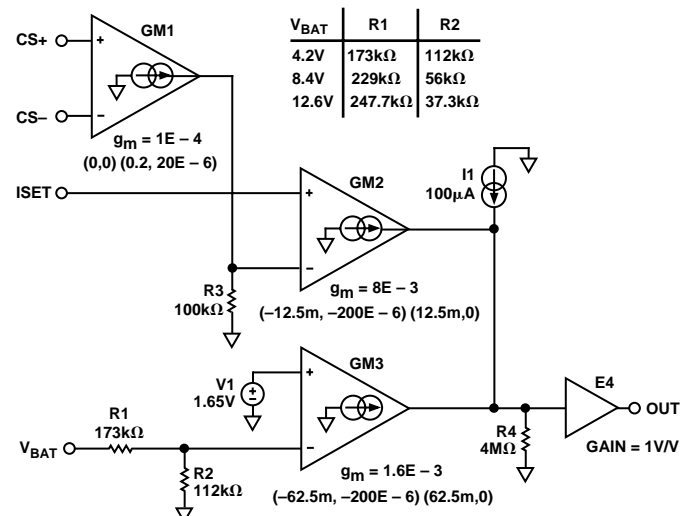 GM1
CS+
+
CS–
–
g_m = 1E – 4
(0,0) (0.2, 20E – 6)
V_BAT R1 R2
4.2V 173kΩ 112kΩ
8.4V 229kΩ 56kΩ
12.6V 247.7kΩ 37.3kΩ
ISET
GM2
+
–
I1
100µA
R3
100kΩ
g_m = 8E – 3
(–12.5m, –200E – 6) (12.5m,0)
GM3
V1
1.65V
+
–
E4
OUT
GAIN = 1V/V
R4
4MΩ
R1
173kΩ
V_BAT
R2
112kΩ
g_m = 1.6E – 3
(–62.5m, –200E – 6) (62.5m,0)